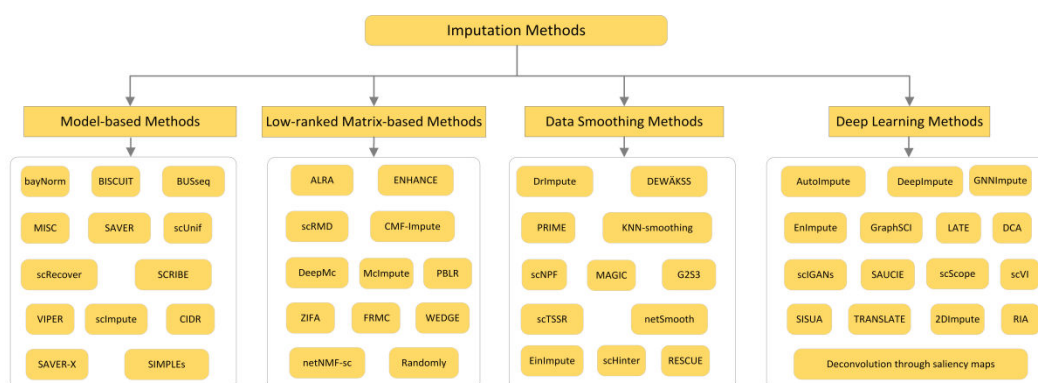 Imputation Methods
Model-based Methods
Low-ranked Matrix-based Methods
Data Smoothing Methods
Deep Learning Methods
bayNorm
BISCUIT
BUSseq
MISC
SAVER
scUnif
scRecover
SCRIBE
VIPER
scImpute
CIDR
SAVER-X
SIMPLEs
ALRA
ENHANCE
scRMD
CMF-Impute
DeepMc
McImpute
PBLR
ZIFA
FRMC
WEDGE
netNMF-sc
Randomly
DrImpute
DEWÄKSS
PRIME
KNN-smoothing
scNPF
MAGIC
G2S3
scTSSR
netSmooth
EinImpute
scHinter
RESCUE
AutoImpute
DeepImpute
GNNImpute
EnImpute
GraphSCI
LATE
DCA
scIGANs
SAUCIE
scScope
scVI
SISUA
TRANSLATE
2DImpute
RIA
Deconvolution through saliency maps